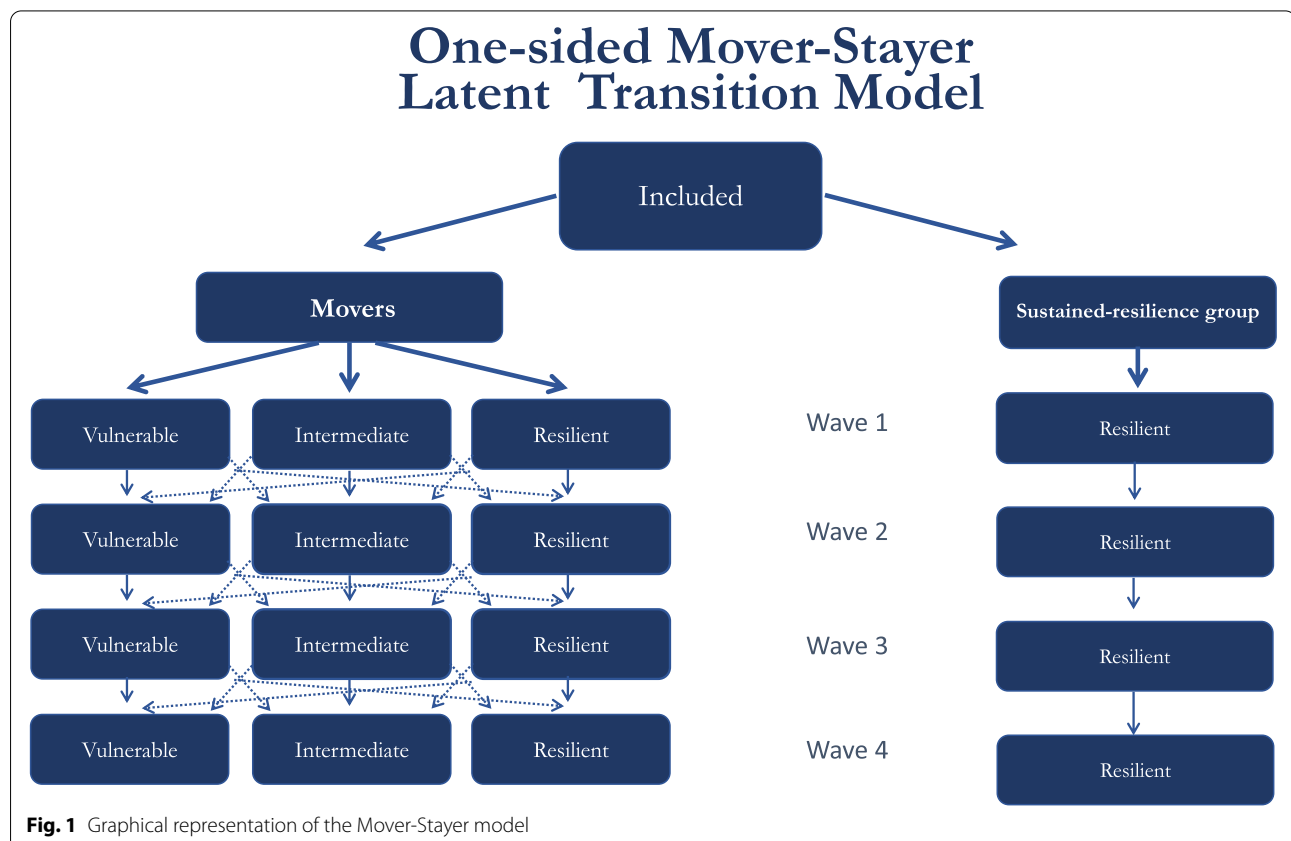 One-sided Mover-Stayer
Latent Transition Model
Included
Movers
Sustained-resilience group
Vulnerable
Intermediate
Resilient
Wave 1
Resilient
Vulnerable
Intermediate
Resilient
Wave 2
Resilient
Vulnerable
Intermediate
Resilient
Wave 3
Resilient
Vulnerable
Intermediate
Resilient
Wave 4
Resilient
Fig. 1 Graphical representation of the Mover-Stayer model